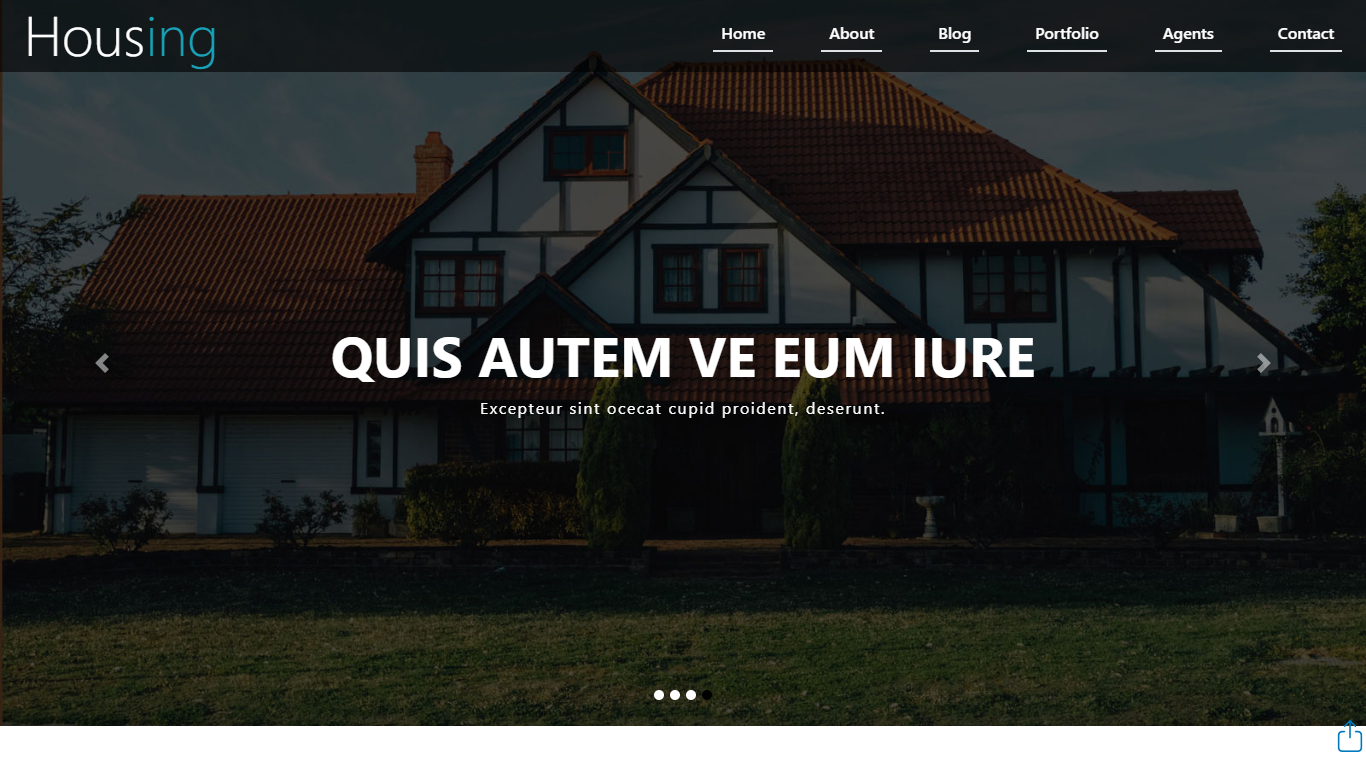 Housing
Home About Blog Portfolio Agents Contact
QUIS AUTEM VE EUM IURE
Excepteur sint ocecat cupid proident, deserunt.